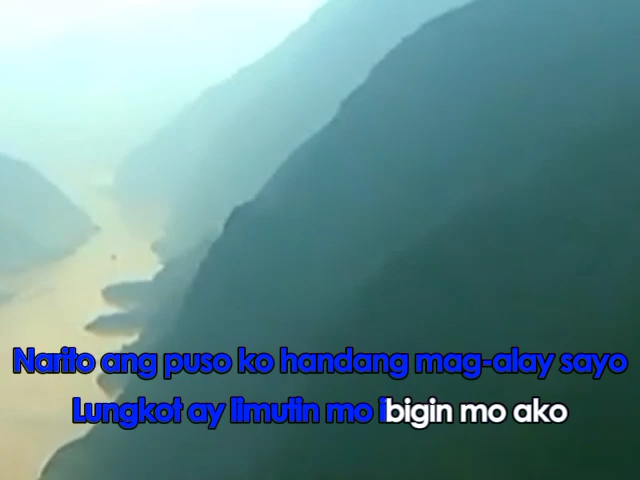 Narito ang puso ko handang mag-alay sayo
Lungkot ay limutin mo ibigin mo ako